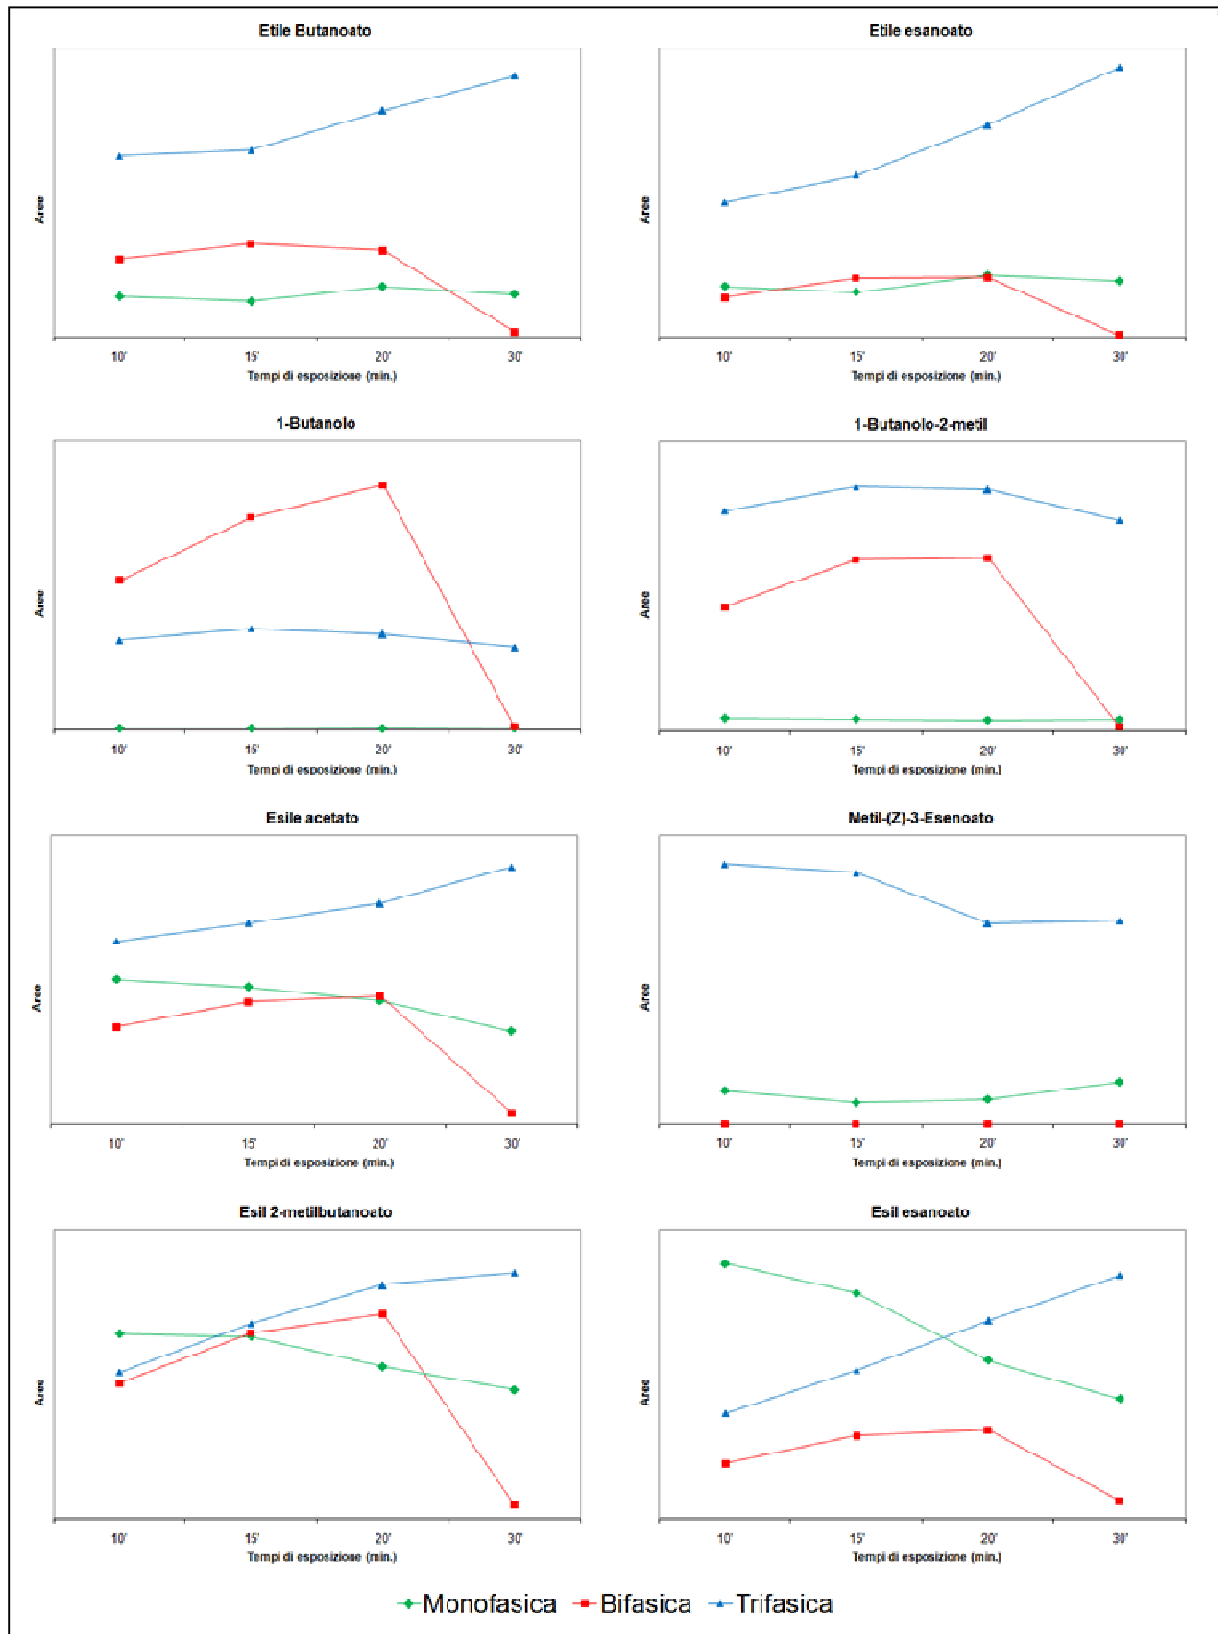 Etile Butanoato
Aree
10' 15' 20' 30'
Tempi di esposizione (min.)
Etile esanoato
Aree
10' 15' 20' 30'
Tempi di esposizione (min.)
1-Butanolo
Aree
10' 15' 20' 30'
Tempi di esposizione (min.)
1-Butanolo-2-metil
Aree
10' 15' 20' 30'
Tempi di esposizione (min.)
Esile acetato
Aree
10' 15' 20' 30'
Tempi di esposizione (min.)
Metil-(Z)-3-Esenoato
Aree
10' 15' 20' 30'
Tempi di esposizione (min.)
Esil 2-metilbutanoato
Aree
10' 15' 20' 30'
Tempi di esposizione (min.)
Esil esanoato
Aree
10' 15' 20' 30'
Tempi di esposizione (min.)
Monofasica Bifasica Trifasica